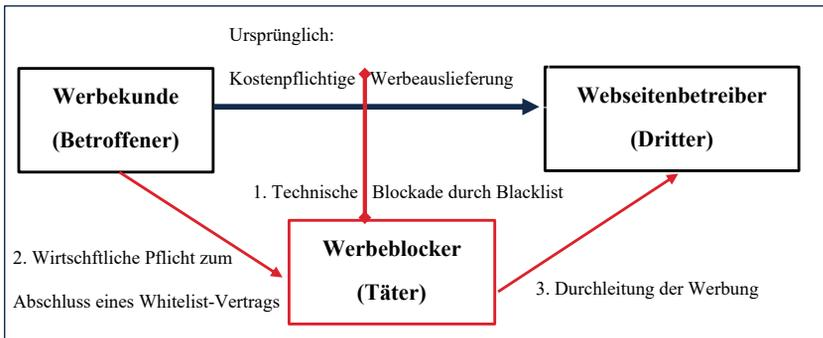 Ursprünglich:
Kostenpflichtige Werbeauslieferung
Werbekunde
(Betroffener)
Webseitenbetreiber
(Dritter)
1. Technische Blockade durch Blacklist
Werbeblocker
(Täter)
2. Wirtschftliche Pflicht zum
Abschluss eines Whitelist-Vertrags
3. Durchleitung der Werbung